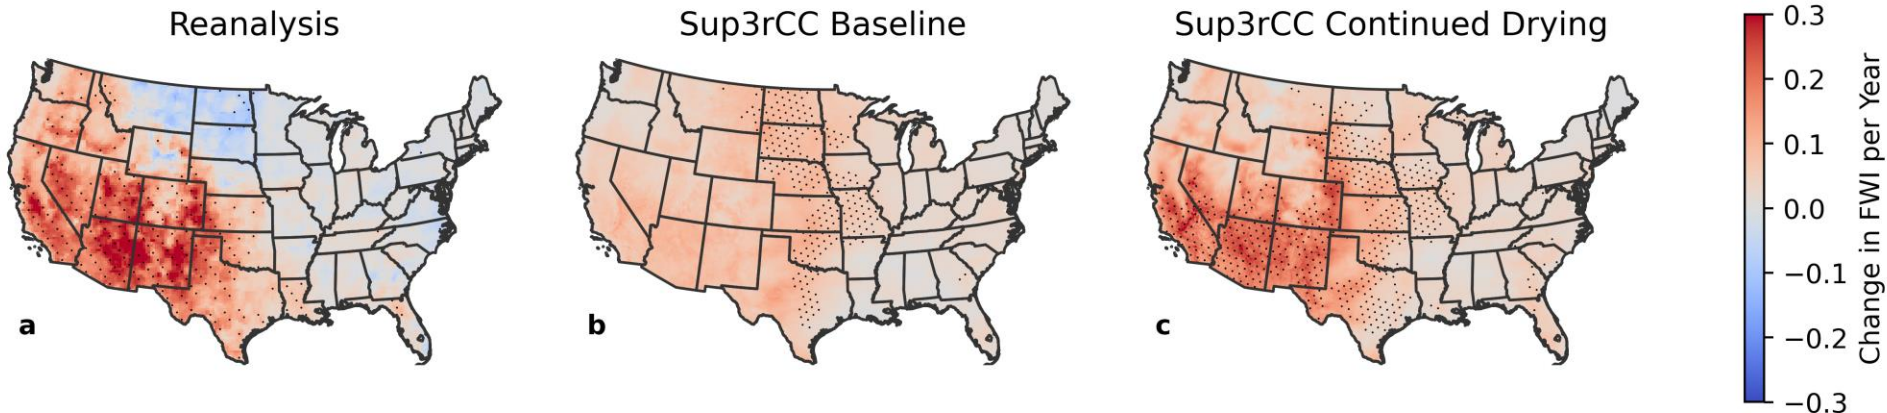 Reanalysis
Sup3rCC Baseline
Sup3rCC Continued Drying
a
b
c
0.3
0.2
0.1
0.0
−0.1
−0.2
−0.3
Change in FWI per Year